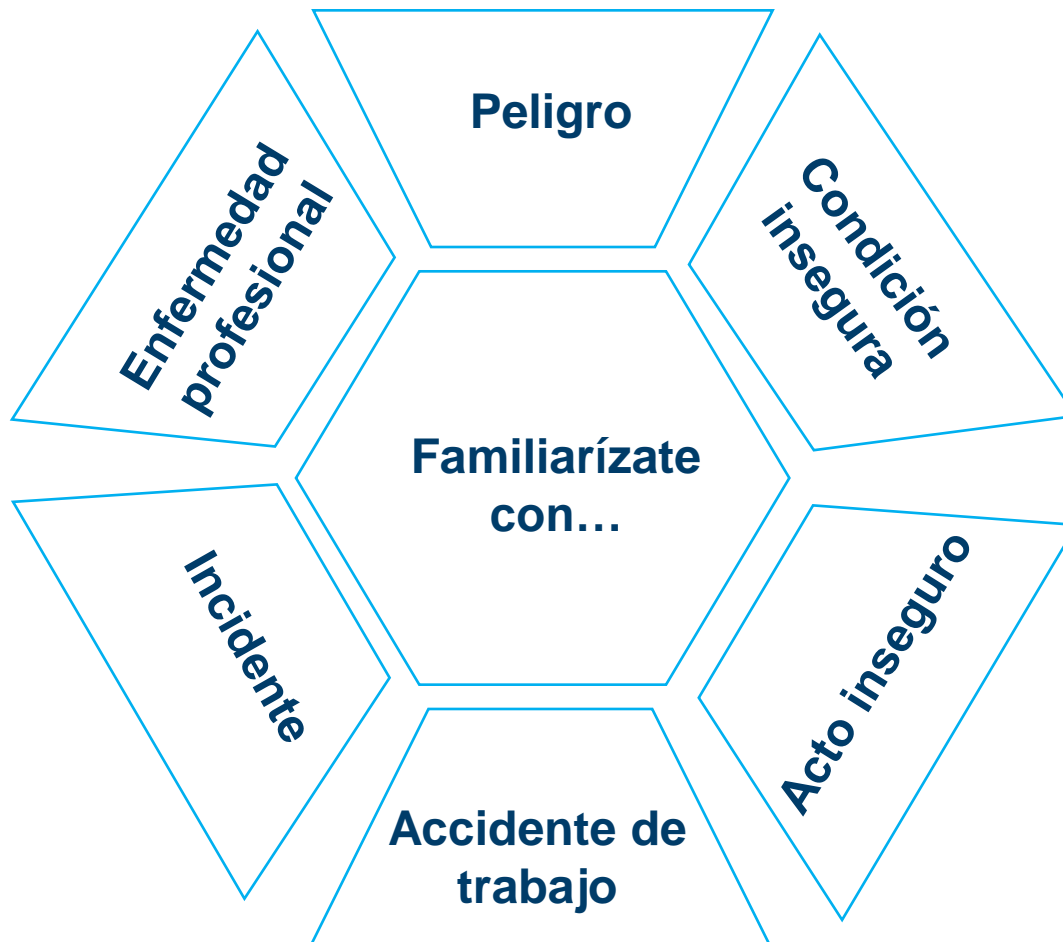 Peligro
Condición
insegura
Enfermedad
profesional
Familiarízate
con…
Incidente
Acto inseguro
Accidente de
trabajo